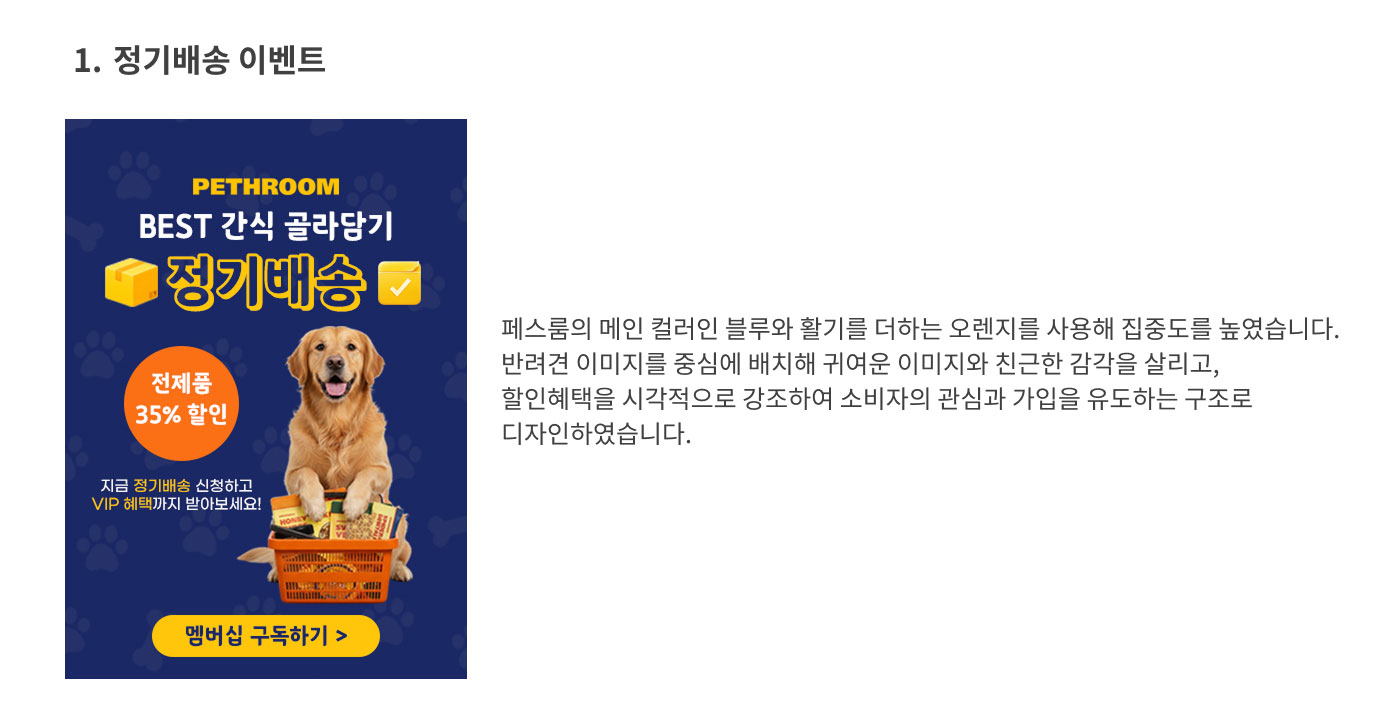 1. 정기배송 이벤트
PETHROOM
BEST 간식 골라담기
정기배송
전제품
35% 할인
지금 정기배송 신청하고
VIP 혜택까지 받아보세요!
멤버십 구독하기 >
페스룸의 메인 컬러인 블루와 활기를 더하는 오렌지를 사용해 집중도를 높였습니다.
반려견 이미지를 중심에 배치해 귀여운 이미지와 친근한 감각을 살리고,
할인혜택을 시각적으로 강조하여 소비자의 관심과 가입을 유도하는 구조로
디자인하였습니다.